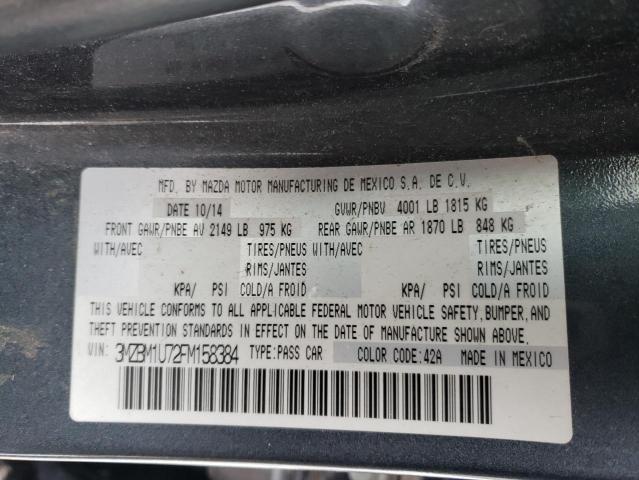 MFD. BY MAZDA MOTOR MANUFACTURING DE MEXICO S.A. DE C.V.
DATE 10/14 GVWR/PNBV 4001 LB 1815 KG
FRONT GAWR/PNBE AV 2149 LB 975 KG REAR GAWR/PNBE AR 1870 LB 848 KG
WITH/AVEC TIRES/PNEUS WITH/AVEC TIRES/PNEUS
RIMS/JANTES RIMS/JANTES
KPA/ PSI COLD/A FROID KPA/ PSI COLD/A FROID
THIS VEHICLE CONFORMS TO ALL APPLICABLE FEDERAL MOTOR VEHICLE SAFETY, BUMPER, AND
THEFT PREVENTION STANDARDS IN EFFECT ON THE DATE OF MANUFACTURE SHOWN ABOVE.
VIN: 3MZBM1U72FM158384 TYPE:PASS CAR COLOR CODE:42A MADE IN MEXICO